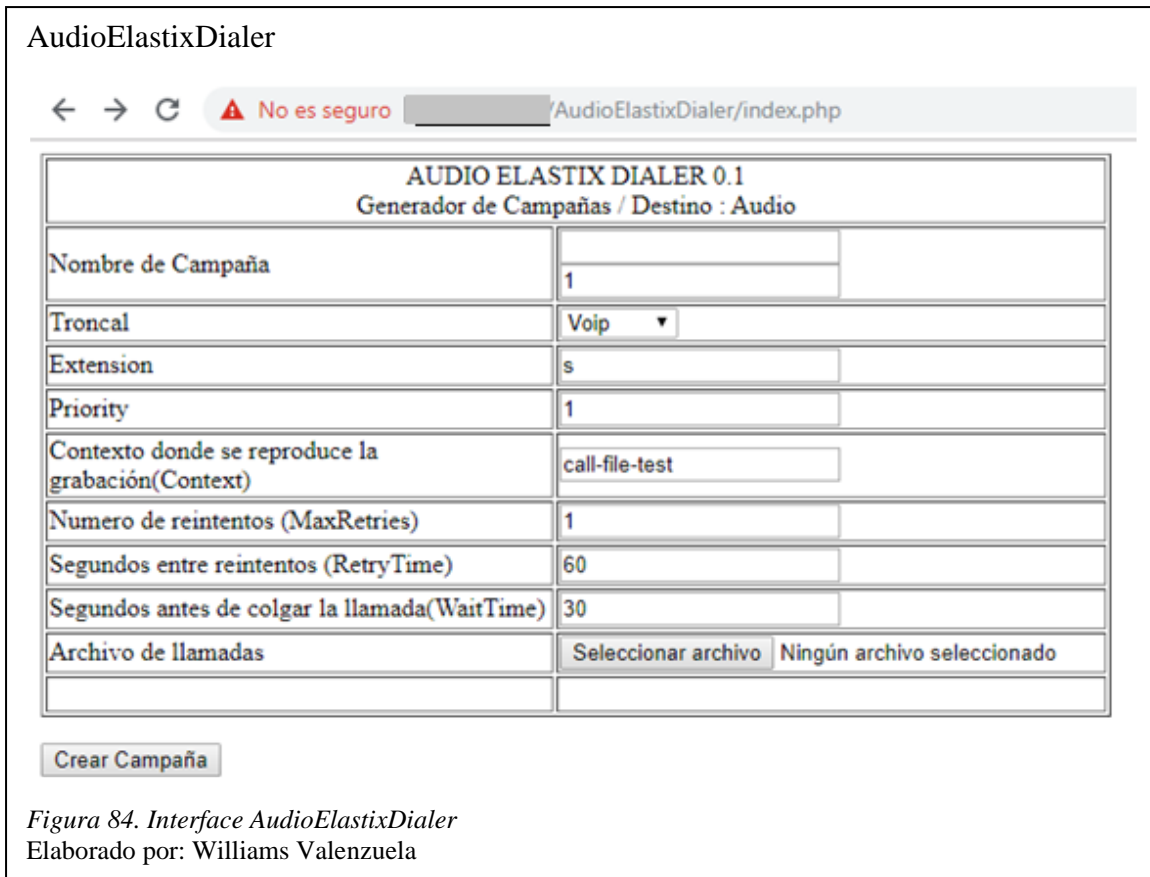 AudioElastixDialer
No es seguro /AudioElastixDialer/index.php
AUDIO ELASTIX DIALER 0.1
Generador de Campañas / Destino : Audio
Nombre de Campaña
1
Troncal Voip
Extension s
Priority 1
Contexto donde se reproduce la
grabación(Context) call-file-test
Numero de reintentos (MaxRetries) 1
Segundos entre reintentos (RetryTime) 60
Segundos antes de colgar la llamada(WaitTime) 30
Archivo de llamadas Seleccionar archivo Ningún archivo seleccionado
Crear Campaña
Figura 84. Interface AudioElastixDialer
Elaborado por: Williams Valenzuela